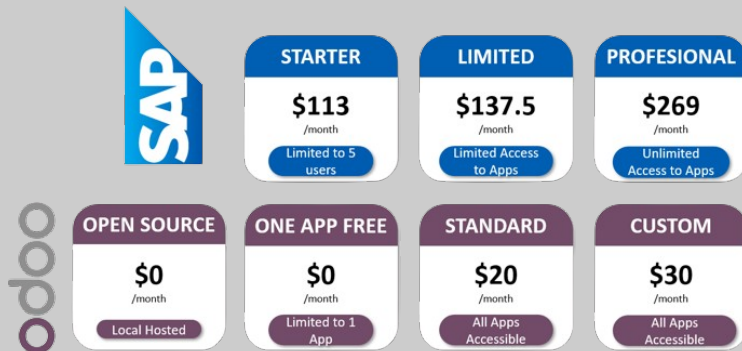 SAP
STARTER
$113
/month
Limited to 5
users
LIMITED
$137.5
/month
Limited Access
to Apps
PROFESIONAL
$269
/month
Unlimited
Access to Apps
odoo
OPEN SOURCE
$0
/month
Local Hosted
ONE APP FREE
$0
/month
Limited to 1
App
STANDARD
$20
/month
All Apps
Accessible
CUSTOM
$30
/month
All Apps
Accessible